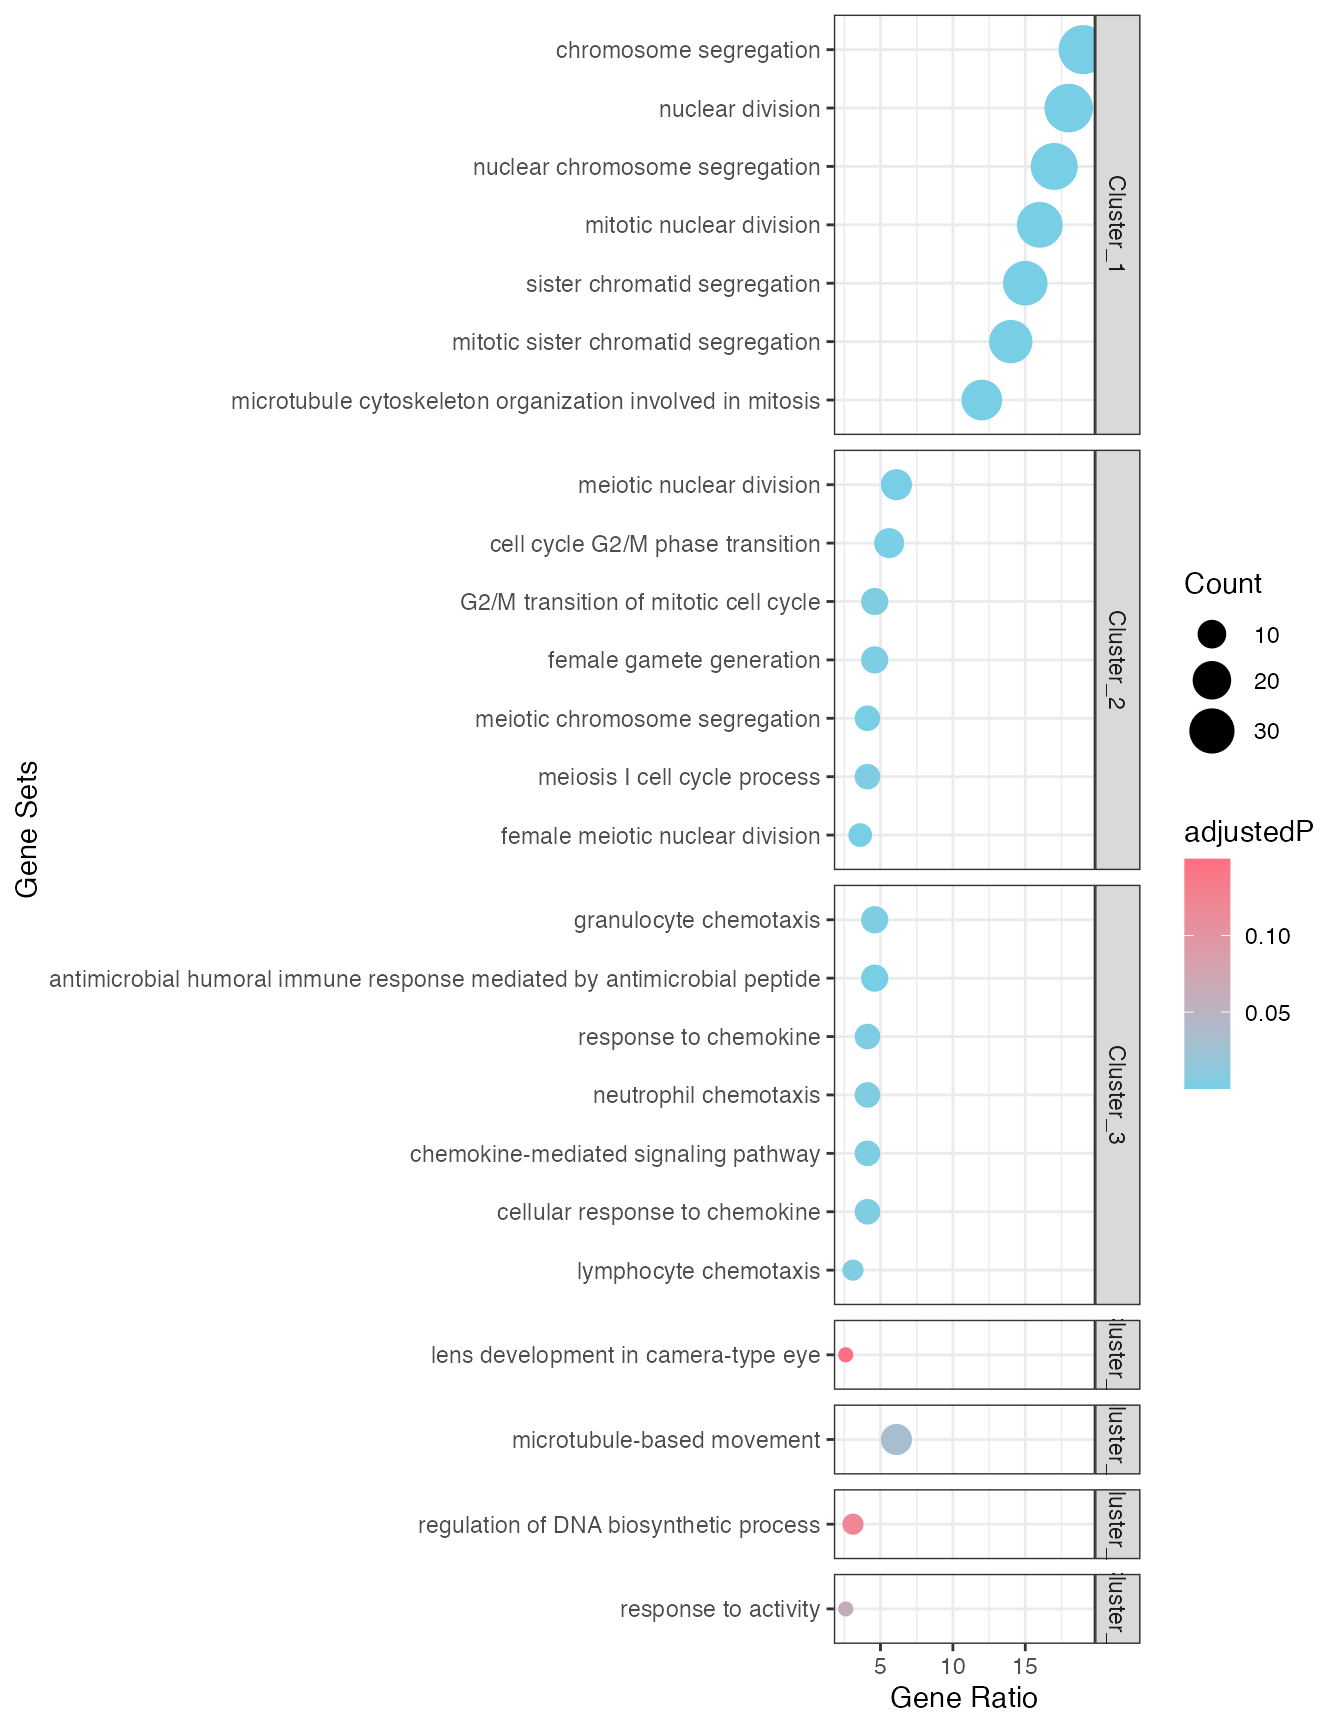 chromosome segregation
nuclear division
nuclear chromosome segregation
mitotic nuclear division
sister chromatid segregation
mitotic sister chromatid segregation
microtubule cytoskeleton organization involved in mitosis
Cluster_1
meiotic nuclear division
cell cycle G2/M phase transition
G2/M transition of mitotic cell cycle
female gamete generation
meiotic chromosome segregation
meiosis I cell cycle process
female meiotic nuclear division
Cluster_2
granulocyte chemotaxis
antimicrobial humoral immune response mediated by antimicrobial peptide
response to chemokine
neutrophil chemotaxis
chemokine-mediated signaling pathway
cellular response to chemokine
lymphocyte chemotaxis
Cluster_3
lens development in camera-type eye
luster_
microtubule-based movement
luster_
regulation of DNA biosynthetic process
luster_
response to activity
luster_
5 10 15
Gene Ratio
Gene Sets
Count
10
20
30
adjustedP
0.10
0.05